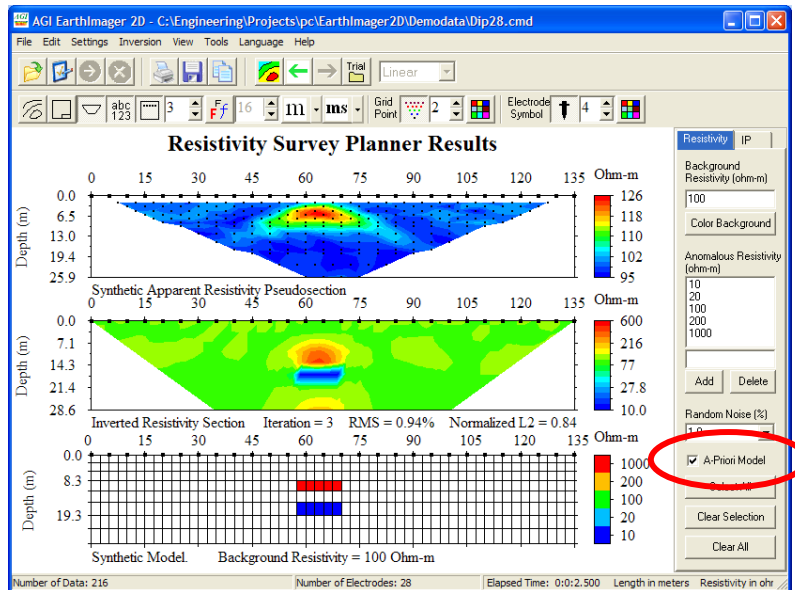 AGI EarthImager 2D - C:\Engineering\Projects\pc\EarthImager2D\Demodata\Dip28.cmd
File Edit Settings Inversion View Tools Language Help
Trial Linear
abc 123 3 Ff 16 m ms Grid Point 2 Electrode Symbol 4
Resistivity Survey Planner Results
0 15 30 45 60 75 90 105 120 135 Ohm-m
Depth (m)
0.0
6.5
13.0
19.4
25.9
126
118
110
102
95
Synthetic Apparent Resistivity Pseudosection
0 15 30 45 60 75 90 105 120 135 Ohm-m
Depth (m)
0.0
7.1
14.3
21.4
28.6
600
216
77
27.8
10.0
Inverted Resistivity Section Iteration = 3 RMS = 0.94% Normalized L2 = 0.84
0 15 30 45 60 75 90 105 120 135 Ohm-m
Depth (m)
0.0
8.3
19.3
1000
200
100
20
10
Synthetic Model. Background Resistivity = 100 Ohm-m
Resistivity IP
Background
Resistivity (ohm-m)
100
Color Background
Anomalous Resistivity
(ohm-m)
10
20
100
200
1000
Add Delete
Random Noise (%)
A-Priori Model
Select All
Clear Selection
Clear All
Number of Data: 216 Number of Electrodes: 28 Elapsed Time: 0:0:2.500 Length in meters Resistivity in ohr